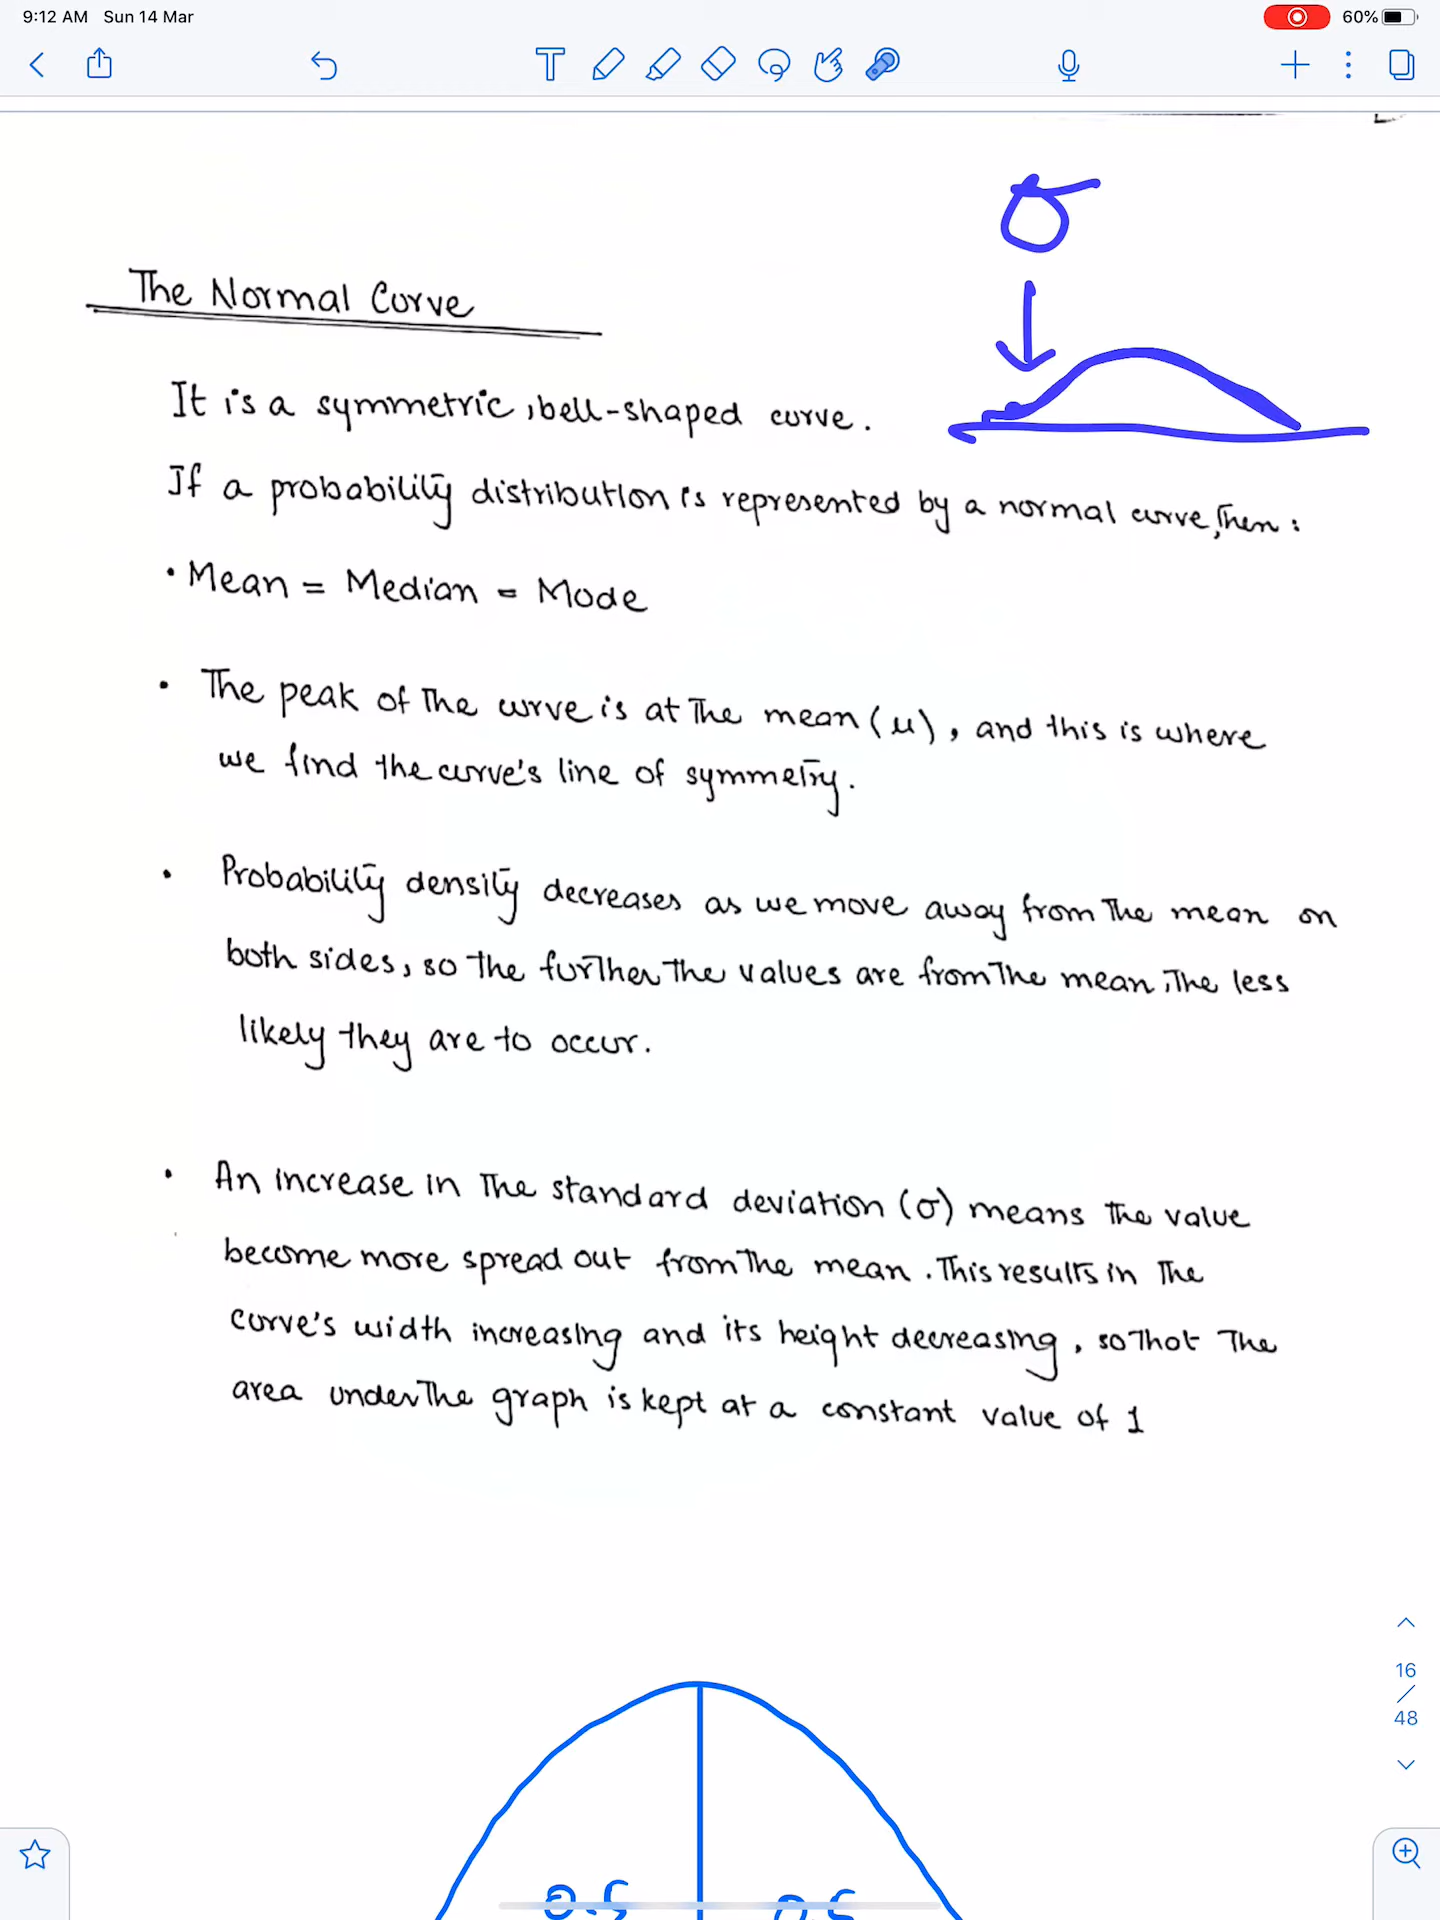 9:12 AM Sun 14 Mar
60%
σ
The Normal Curve
It is a symmetric, bell-shaped curve.
If a probability distribution is represented by a normal curve, then :
• Mean = Median = Mode
• The peak of the curve is at the mean (μ), and this is where
we find the curve's line of symmetry.
• Probability density decreases as we move away from the mean on
both sides, so the further the values are from the mean, the less
likely they are to occur.
• An increase in the standard deviation (σ) means the value
become more spread out from the mean. This results in the
curve's width increasing and its height decreasing, so that the
area under the graph is kept at a constant value of 1
16
/
48
0.5 0.5